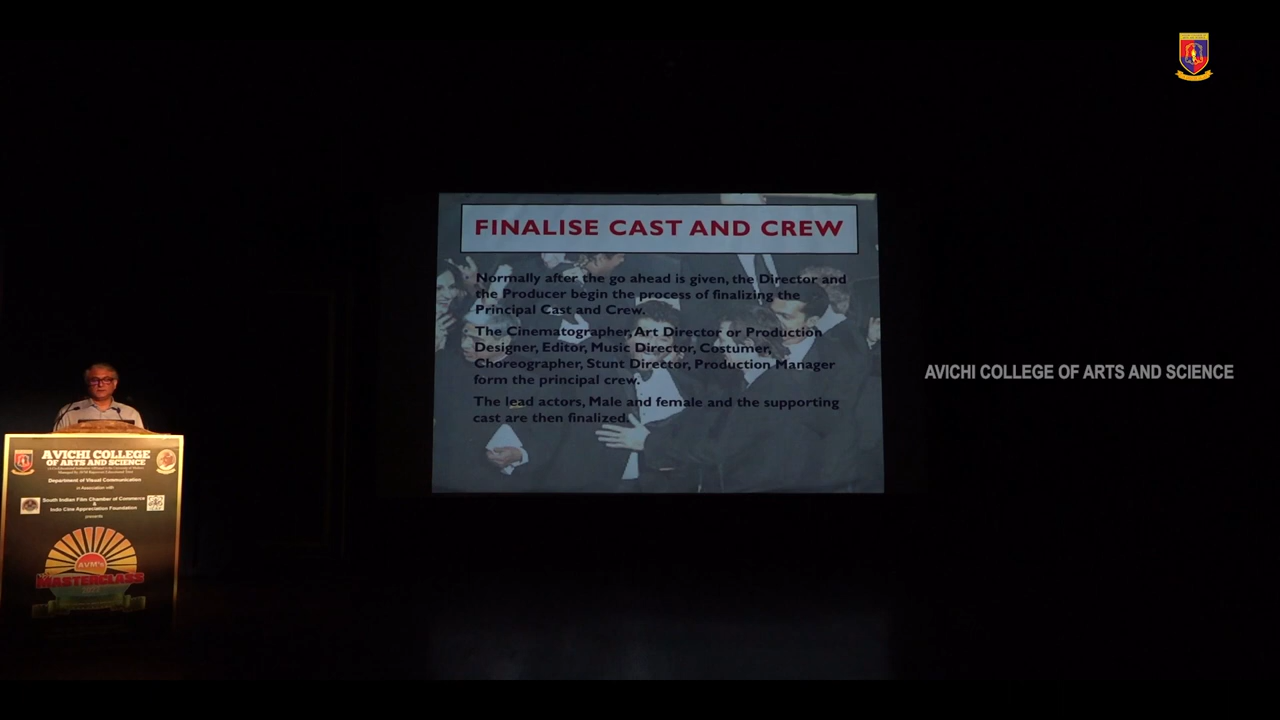 FINALISE CAST AND CREW
Normally after the go ahead is given, the Director and
the Producer begin the process of finalizing the
Principal Cast and Crew.
The Cinematographer, Art Director or Production
Designer, Editor, Music Director, Costumer,
Choreographer, Stunt Director, Production Manager
form the principal crew.
The lead actors, Male and female and the supporting
cast are then finalized.
AVICHI COLLEGE OF ARTS AND SCIENCE
AVICHI COLLEGE
OF ARTS AND SCIENCE
Department of Visual Communication
in Association with
South Indian Film Chamber of Commerce
&
Indo Cine Appreciation Foundation
presents
AVM's
MASTERCLASS